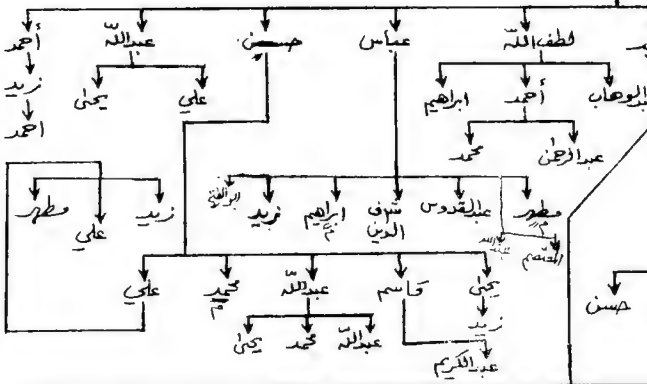 لطف الله عباس حسن عبدالله أحمد
عبدالوهاب أحمد ابراهيم علي يحيى زيد
عبدالرحمن محمد احمد
مطهر عبدالقدوس شرف الدين ابراهيم زيد زيد علي مطهر
يحيى قاسم عبدالله محمد علي
حسن
زيد عبدالله محمد يحيى
عبدالكريم